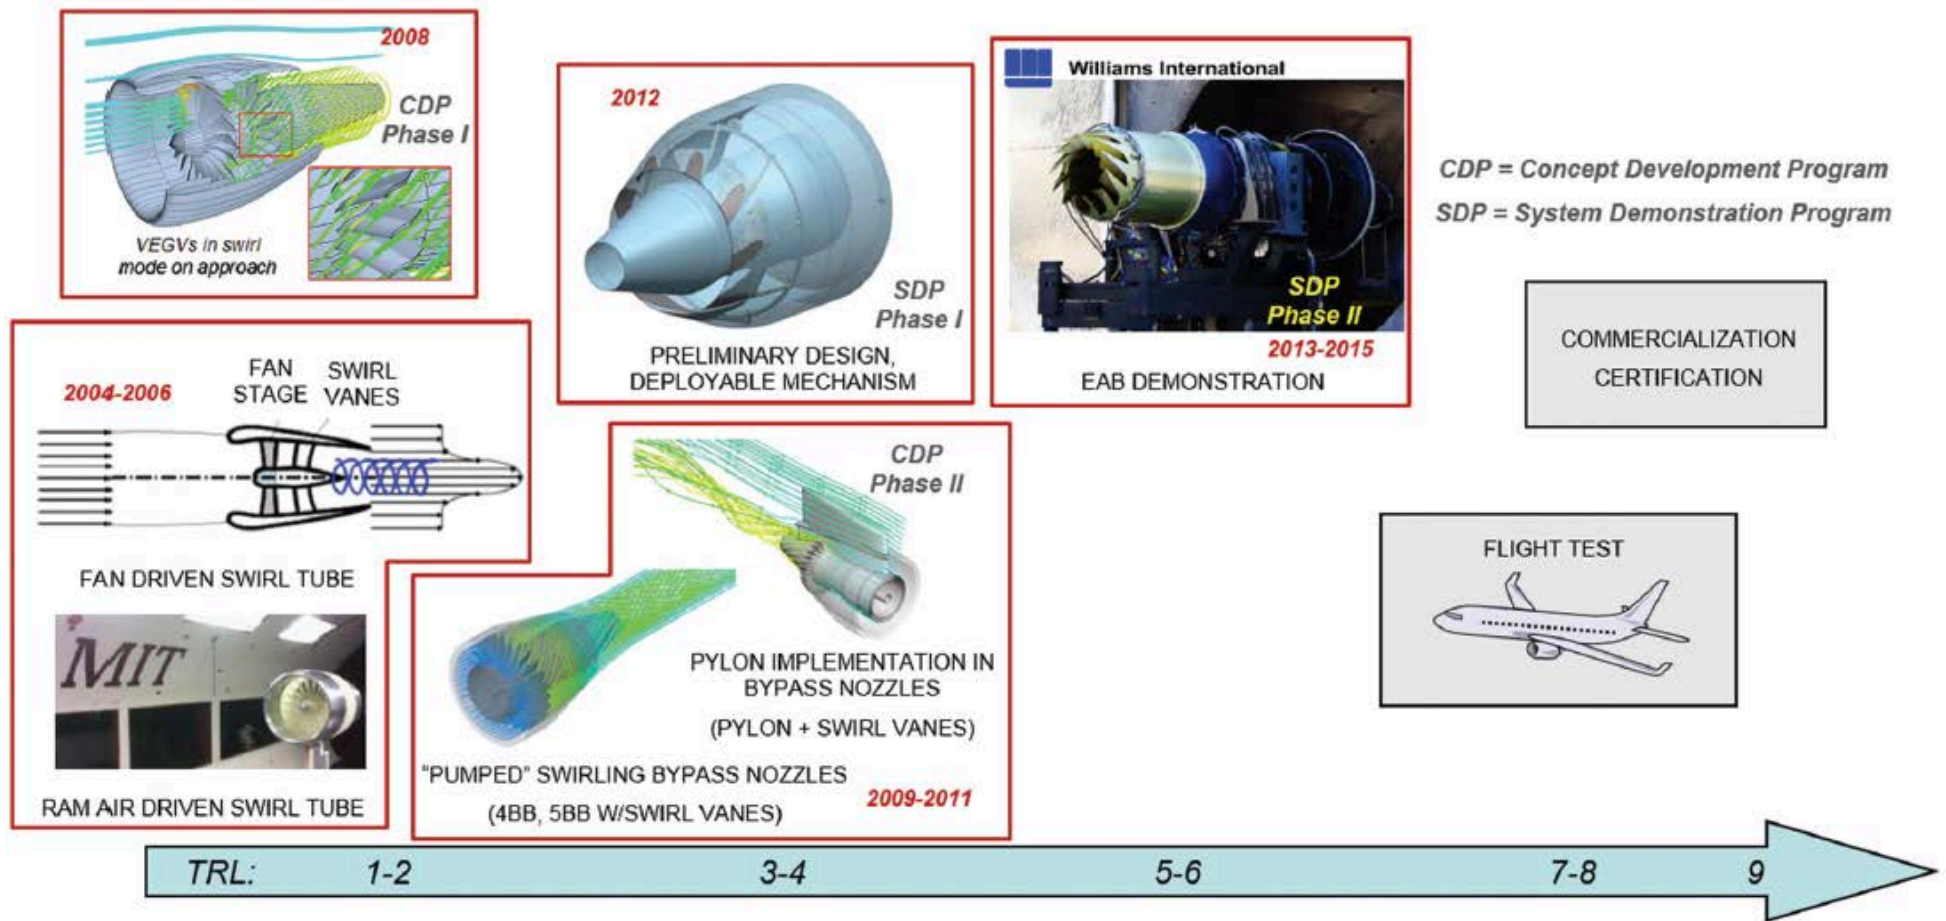 2008
CDP
Phase I
VEGVs in swirl
mode on approach
2004-2006
FAN
STAGE
SWIRL
VANES
FAN DRIVEN SWIRL TUBE
MIT
RAM AIR DRIVEN SWIRL TUBE
2012
SDP
Phase I
PRELIMINARY DESIGN,
DEPLOYABLE MECHANISM
CDP
Phase II
PYLON IMPLEMENTATION IN
BYPASS NOZZLES
(PYLON + SWIRL VANES)
"PUMPED" SWIRLING BYPASS NOZZLES
(4BB, 5BB W/SWIRL VANES)
2009-2011
Williams International
SDP
Phase II
2013-2015
EAB DEMONSTRATION
CDP = Concept Development Program
SDP = System Demonstration Program
COMMERCIALIZATION
CERTIFICATION
FLIGHT TEST
TRL: 1-2 3-4 5-6 7-8 9